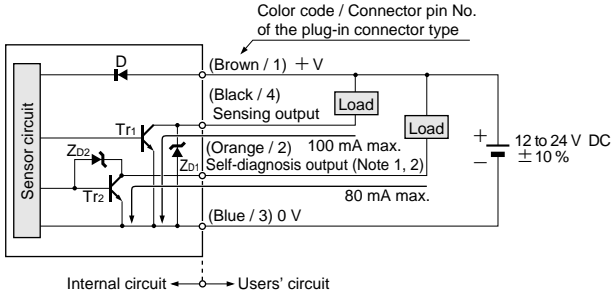 Color code / Connector pin No.
of the plug-in connector type
D
(Brown / 1) +V
(Black / 4)
Sensing output
Load
Load
Sensor circuit
Tr1
ZD1
100 mA max.
(Orange / 2)
Self-diagnosis output (Note 1, 2)
ZD2
Tr2
80 mA max.
+
−
12 to 24 V DC
±10 %
(Blue / 3) 0 V
Internal circuit
Users' circuit